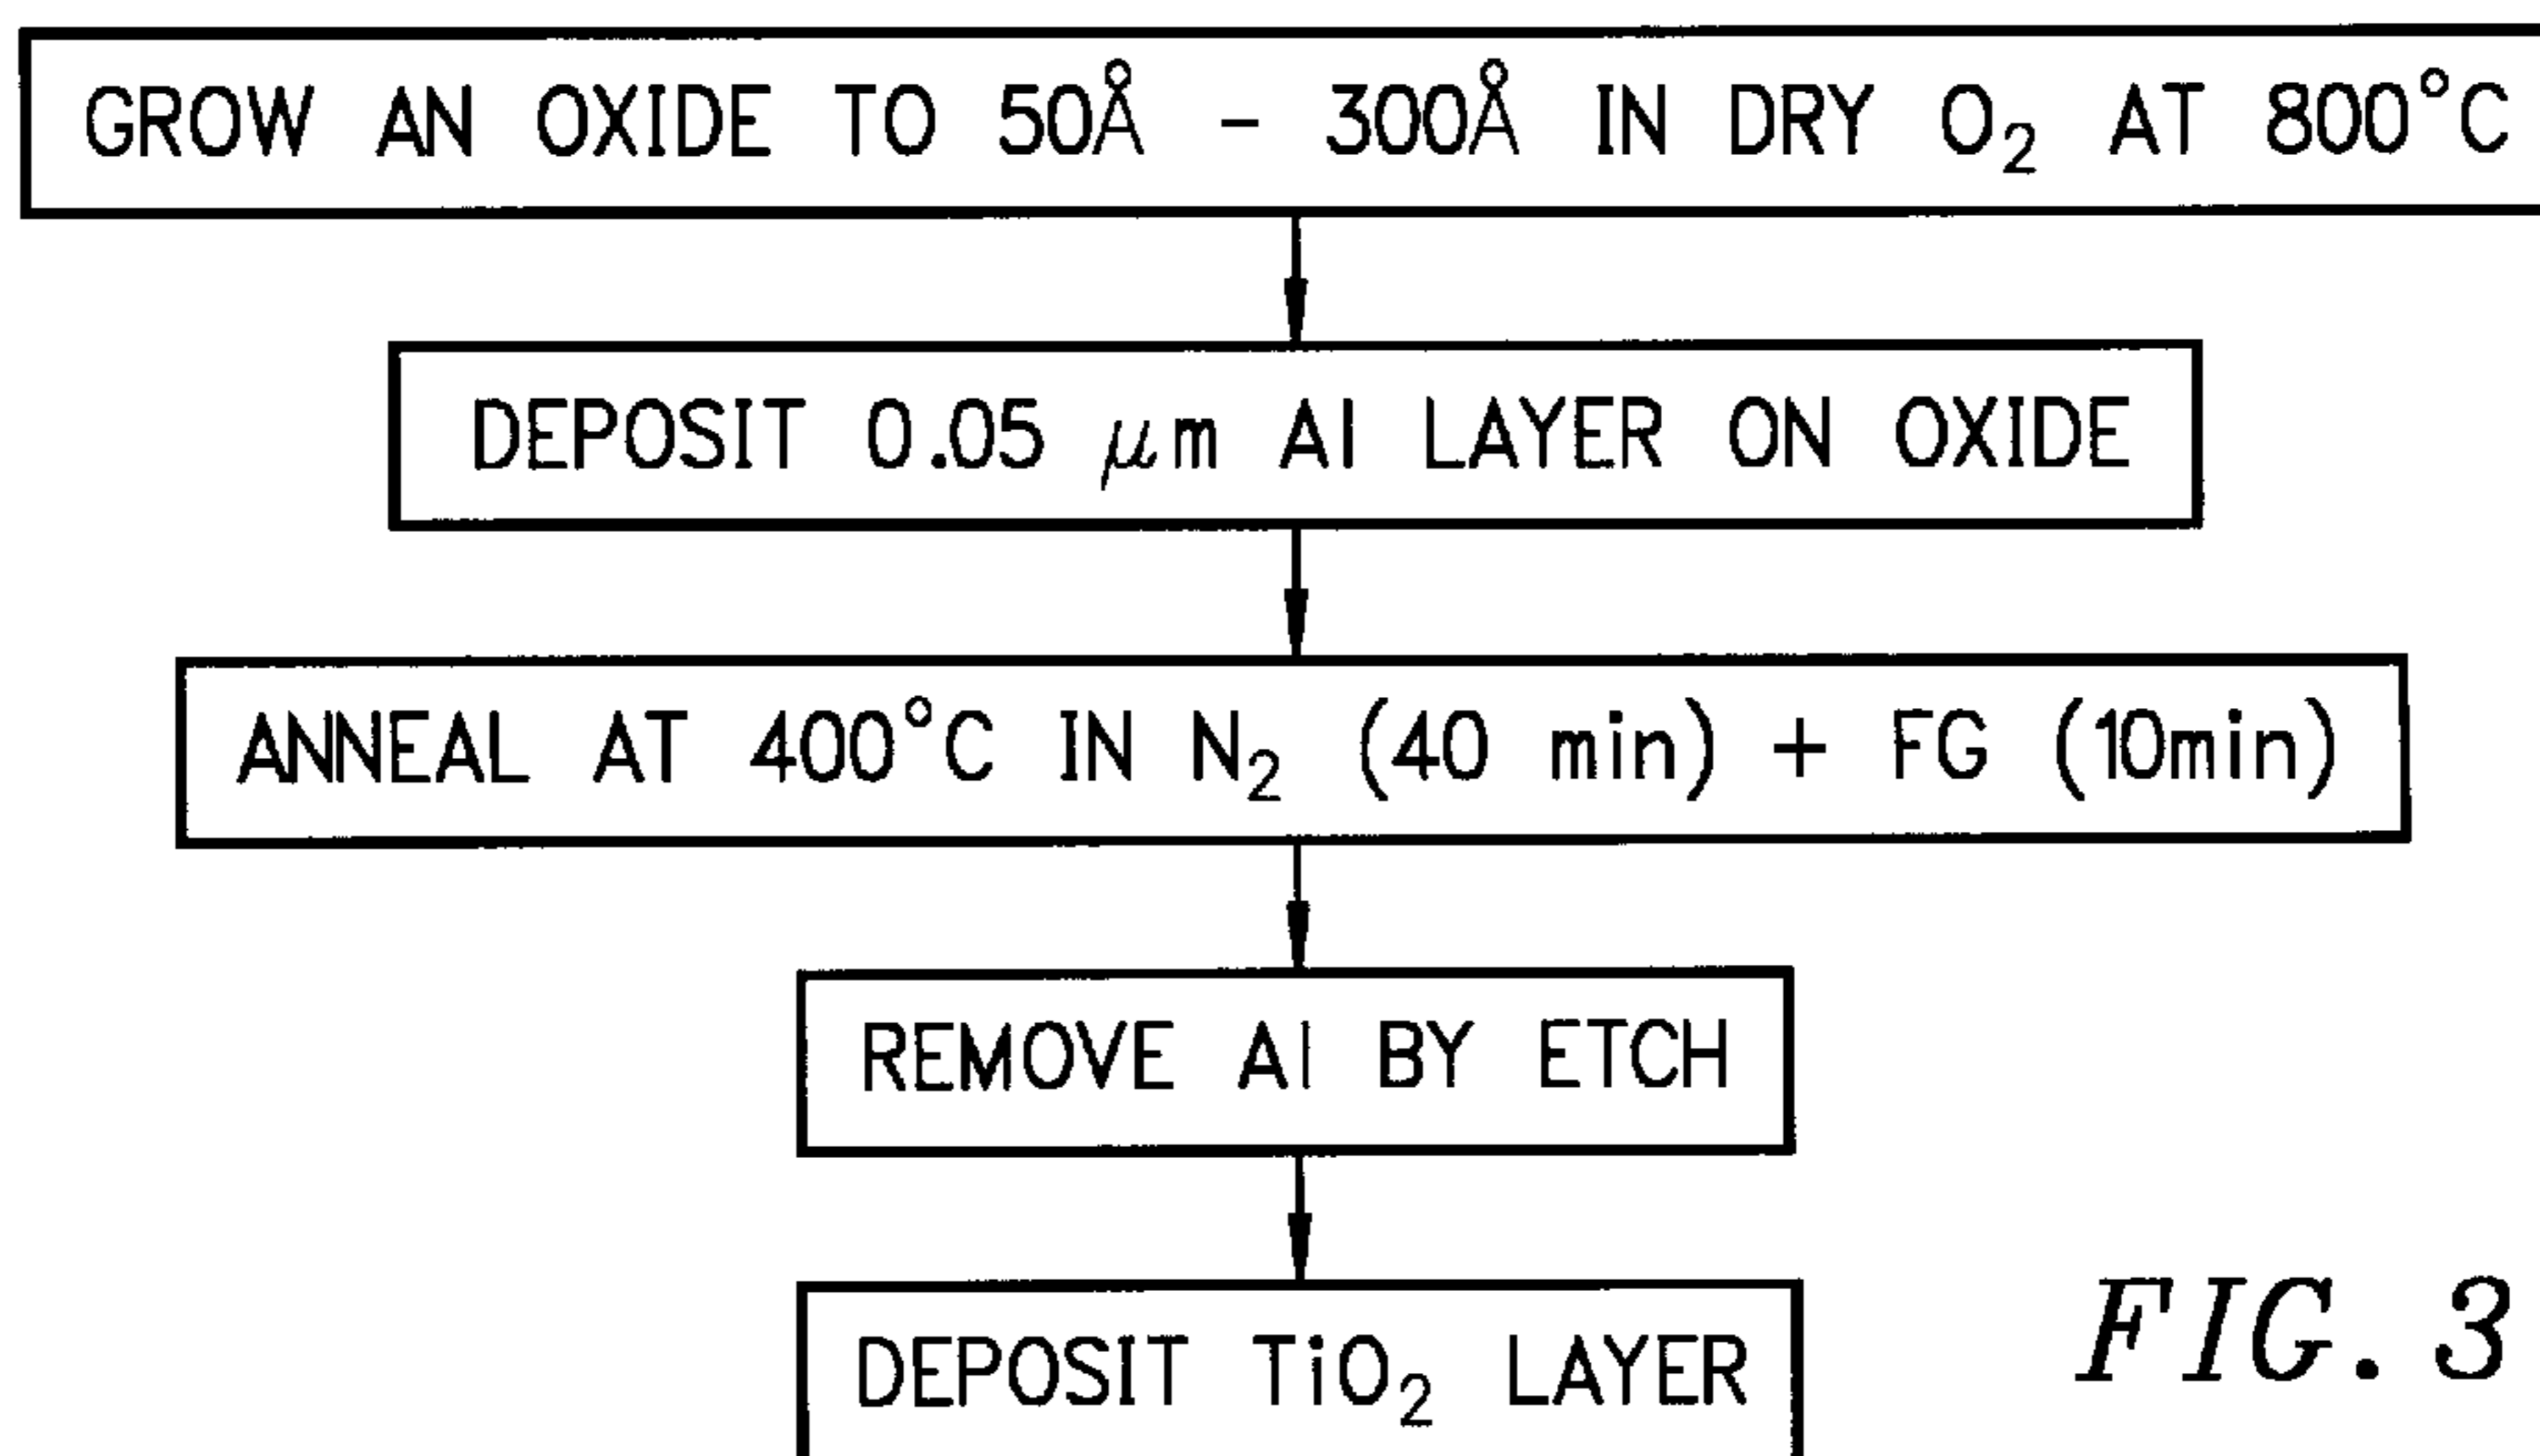 GROW AN OXIDE TO 50Å - 300Å IN DRY O₂ AT 800°C
DEPOSIT 0.05 μm Al LAYER ON OXIDE
ANNEAL AT 400°C IN N₂ (40 min) + FG (10min)
REMOVE Al BY ETCH
DEPOSIT TiO₂ LAYER
FIG. 3